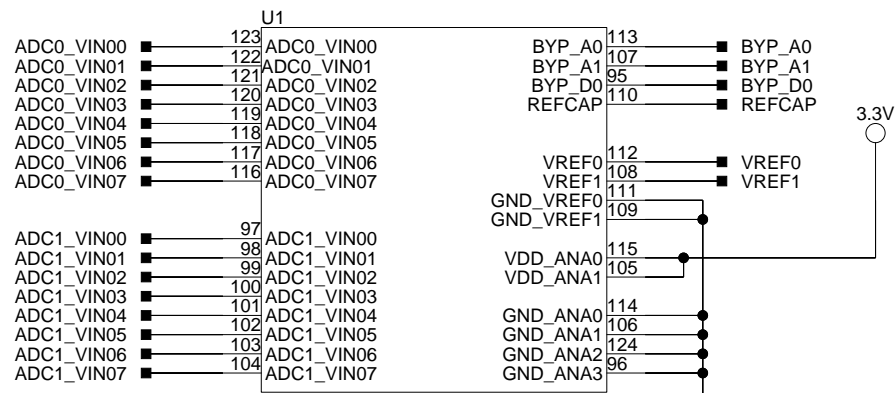 U1
ADC0_VIN00 123 ADC0_VIN00 BYP_A0 113 BYP_A0
ADC0_VIN01 122 ADC0_VIN01 BYP_A1 107 BYP_A1
ADC0_VIN02 121 ADC0_VIN02 BYP_D0 95 BYP_D0
ADC0_VIN03 120 ADC0_VIN03 REFCAP 110 REFCAP
ADC0_VIN04 119 ADC0_VIN04 3.3V
ADC0_VIN05 118 ADC0_VIN05
ADC0_VIN06 117 ADC0_VIN06 VREF0 112 VREF0
ADC0_VIN07 116 ADC0_VIN07 VREF1 108 VREF1
GND_VREF0 111
GND_VREF1 109
ADC1_VIN00 97 ADC1_VIN00
ADC1_VIN01 98 ADC1_VIN01 VDD_ANA0 115
ADC1_VIN02 99 ADC1_VIN02 VDD_ANA1 105
ADC1_VIN03 100 ADC1_VIN03
ADC1_VIN04 101 ADC1_VIN04 GND_ANA0 114
ADC1_VIN05 102 ADC1_VIN05 GND_ANA1 106
ADC1_VIN06 103 ADC1_VIN06 GND_ANA2 124
ADC1_VIN07 104 ADC1_VIN07 GND_ANA3 96